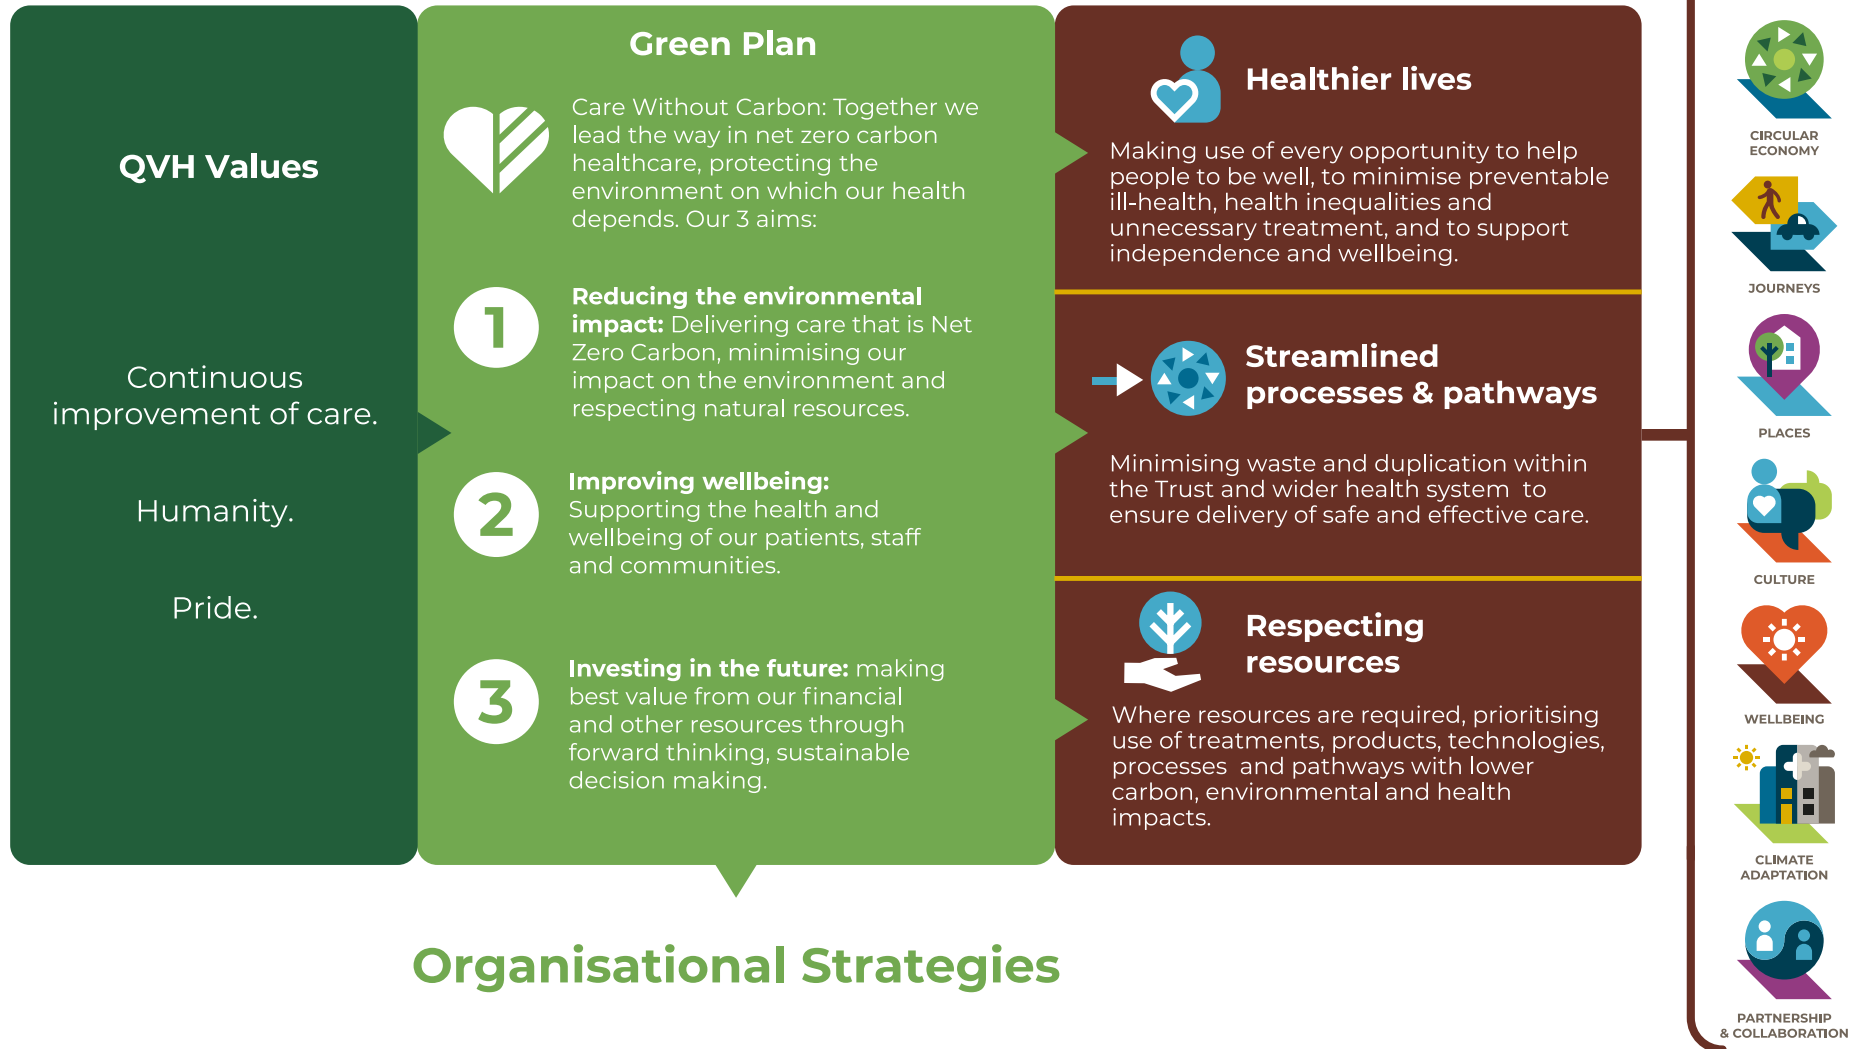 QVH Values
Continuous
improvement of care.
Humanity.
Pride.
Green Plan
Care Without Carbon: Together we
lead the way in net zero carbon
healthcare, protecting the
environment on which our health
depends. Our 3 aims:
1
Reducing the environmental
impact: Delivering care that is Net
Zero Carbon, minimising our
impact on the environment and
respecting natural resources.
2
Improving wellbeing:
Supporting the health and
wellbeing of our patients, staff
and communities.
3
Investing in the future: making
best value from our financial
and other resources through
forward thinking, sustainable
decision making.
Healthier lives
Making use of every opportunity to help
people to be well, to minimise preventable
ill-health, health inequalities and
unnecessary treatment, and to support
independence and wellbeing.
Streamlined
processes & pathways
Minimising waste and duplication within
the Trust and wider health system to
ensure delivery of safe and effective care.
Respecting
resources
Where resources are required, prioritising
use of treatments, products, technologies,
processes and pathways with lower
carbon, environmental and health
impacts.
CIRCULAR
ECONOMY
JOURNEYS
PLACES
CULTURE
WELLBEING
CLIMATE
ADAPTATION
PARTNERSHIP
& COLLABORATION
Organisational Strategies